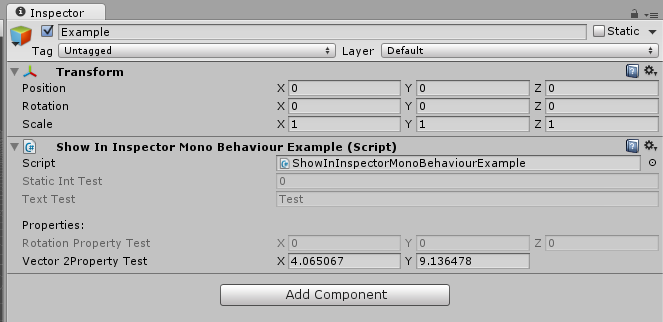 Inspector
Example Static
Tag Untagged Layer Default
Transform
Position X 0 Y 0 Z 0
Rotation X 0 Y 0 Z 0
Scale X 1 Y 1 Z 1
Show In Inspector Mono Behaviour Example (Script)
Script ShowInInspectorMonoBehaviourExample
Static Int Test 0
Text Test Test
Properties:
Rotation Property Test X 0 Y 0 Z 0
Vector 2Property Test X 4.065067 Y 9.136478
Add Component